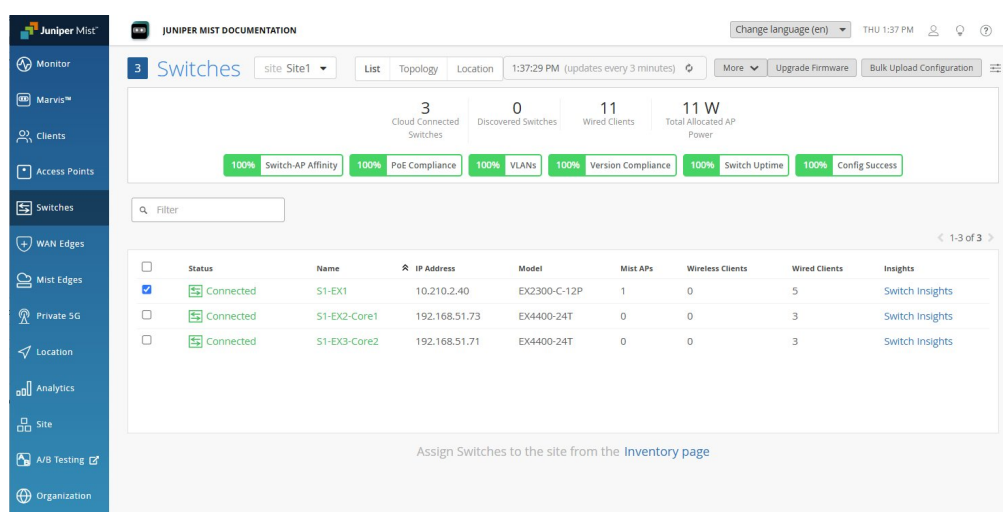 Juniper Mist™
JUNIPER MIST DOCUMENTATION
Change language (en)
THU 1:37 PM
Monitor
Marvis™
Clients
Access Points
Switches
WAN Edges
Mist Edges
Private 5G
Location
Analytics
Site
A/B Testing
Organization
3 Switches site Site1 List Topology Location 1:37:29 PM (updates every 3 minutes) More Upgrade Firmware Bulk Upload Configuration
3 0 11 11 W
Cloud Connected Switches
Discovered Switches
Wired Clients
Total Allocated AP Power
100% Switch-AP Affinity 100% PoE Compliance 100% VLANs 100% Version Compliance 100% Switch Uptime 100% Config Success
Filter
1-3 of 3
Status Name IP Address Model Mist APs Wireless Clients Wired Clients Insights
Connected S1-EX1 10.210.2.40 EX2300-C-12P 1 0 5 Switch Insights
Connected S1-EX2-Core1 192.168.51.73 EX4400-24T 0 0 3 Switch Insights
Connected S1-EX3-Core2 192.168.51.71 EX4400-24T 0 0 3 Switch Insights
Assign Switches to the site from the Inventory page